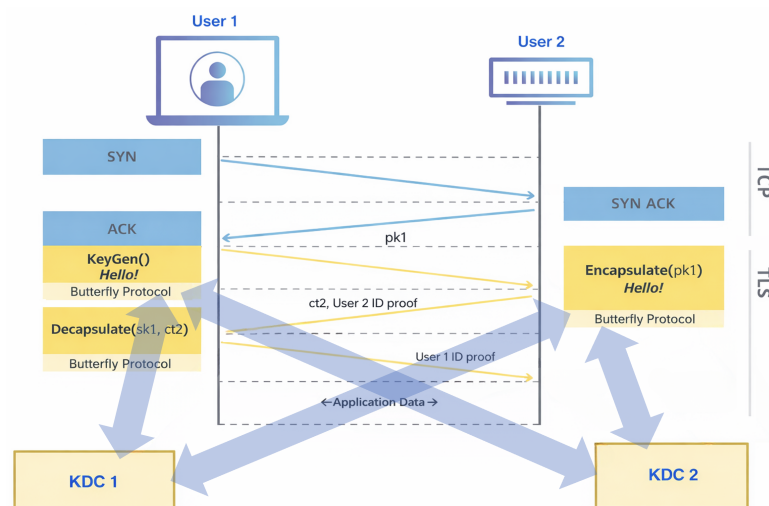 User 1
User 2
SYN
TCP
SYN ACK
ACK
pk1
KeyGen()
Hello!
Butterfly Protocol
Encapsulate(pk1)
Hello!
Butterfly Protocol
TLS
ct2, User 2 ID proof
Decapsulate(sk1, ct2)
Butterfly Protocol
User 1 ID proof
←Application Data→
KDC 1
KDC 2